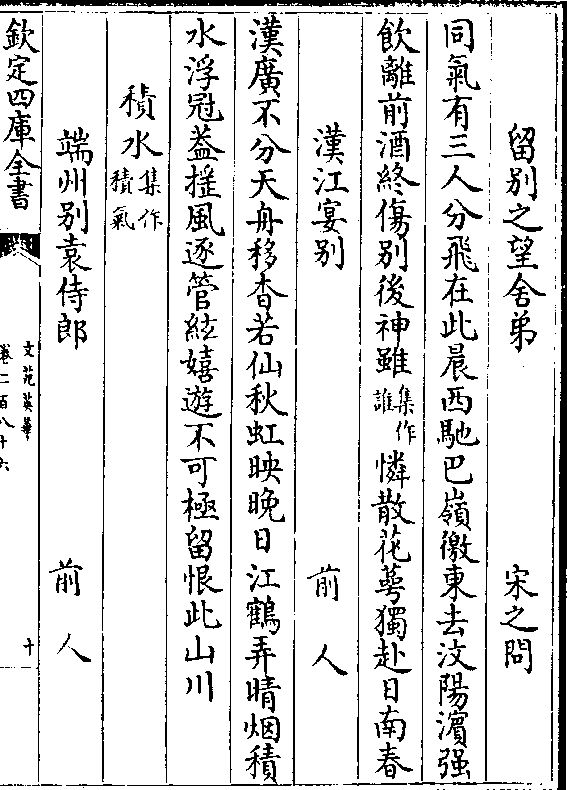 留别之望舍弟　宋之問
同氣有三人分飛在此晨西馳巴嶺徼東去汶陽濵强
飲離前酒終傷别後神雖集作誰憐散花萼獨赴日南春
漢江宴别　前人
漢廣不分天舟移杳若仙秋虹映晚日江鶴弄晴烟積
水浮冠葢揺風逐管絃嬉遊不可極留恨此山川
積水集作積氣
端州别袁侍郎　前人
欽定四庫全書　文苑英華卷二百八十六　十